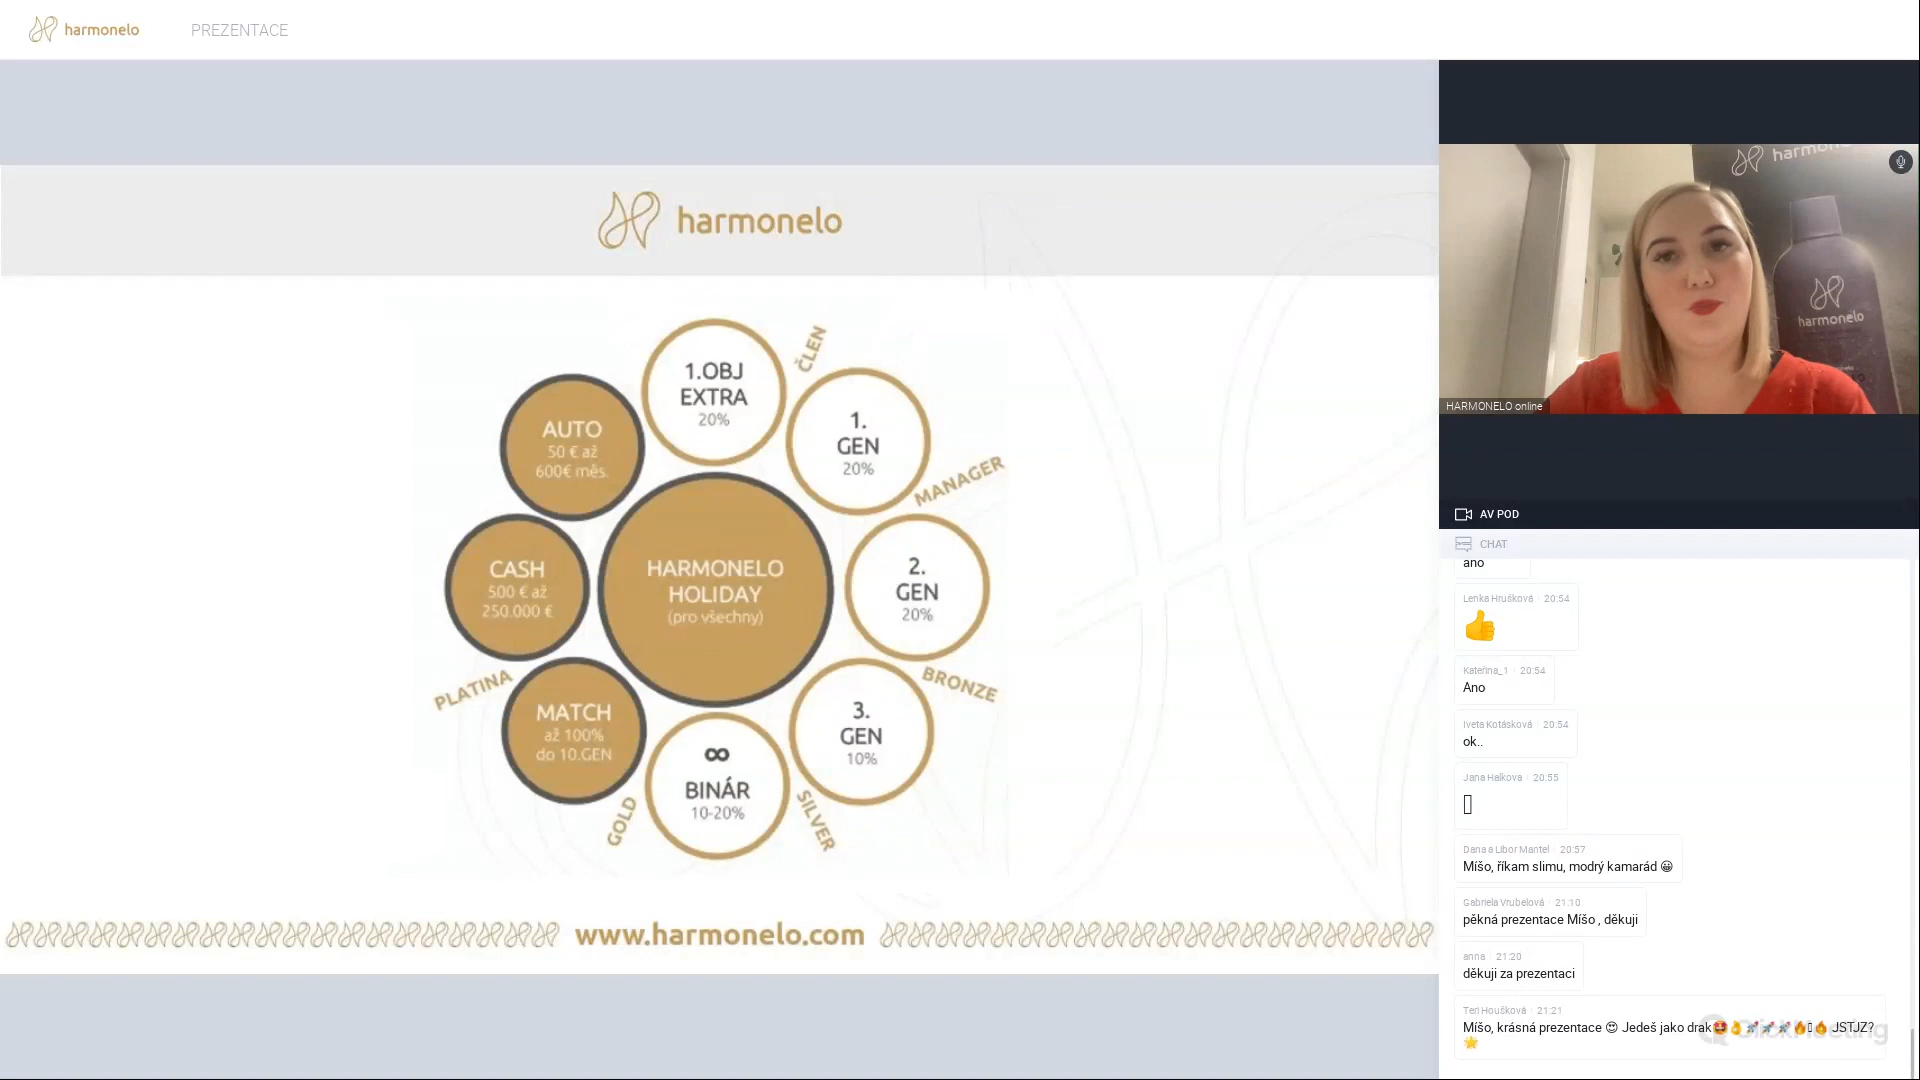 harmonelo
PREZENTACE
harmonelo
1.OBJ
EXTRA
20%
ČLEN
1.
GEN
20%
MANAGER
2.
GEN
20%
BRONZE
3.
GEN
10%
SILVER
∞
BINÁR
10-20%
GOLD
MATCH
až 100%
do 10.GEN
PLATINA
CASH
500 € až
250.000 €
AUTO
50 € až
600€ měs.
HARMONELO
HOLIDAY
(pro všechny)
www.harmonelo.com
harmonelo
harmonelo
HARMONELO online
AV POD
CHAT
ano
Lenka Hrušková · 20:54
👍
Kateřina_1 · 20:54
Ano
Iveta Kotásková · 20:54
ok..
Jana Halkova · 20:55
Dana a Libor Mantel · 20:57
Míšo, říkam slimu, modrý kamarád 😀
Gabriela Vrubelová · 21:10
pěkná prezentace Míšo , děkuji
anna · 21:20
děkuji za prezentaci
Teri Houšková · 21:21
Míšo, krásná prezentace 😍 Jedeš jako drak🤩👌🚀🚀🚀🔥🔥 JSTJZ?
🌟
ClickMeeting